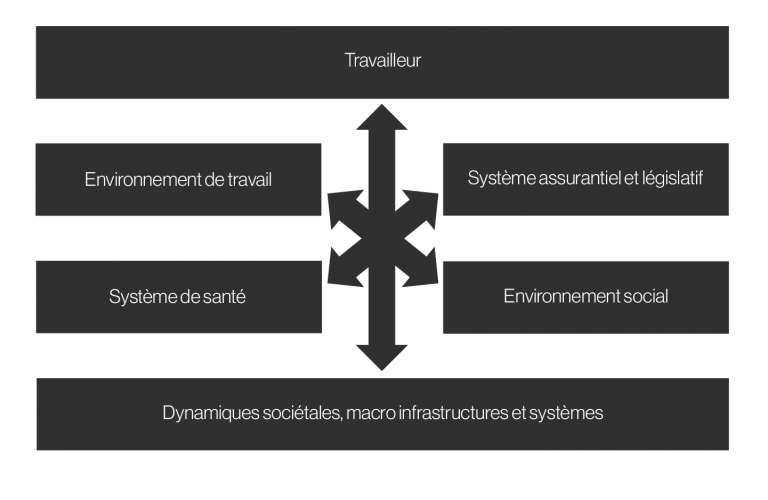 Travailleur
Environnement de travail
Système assurantiel et législatif
Système de santé
Environnement social
Dynamiques sociétales, macro infrastructures et systèmes